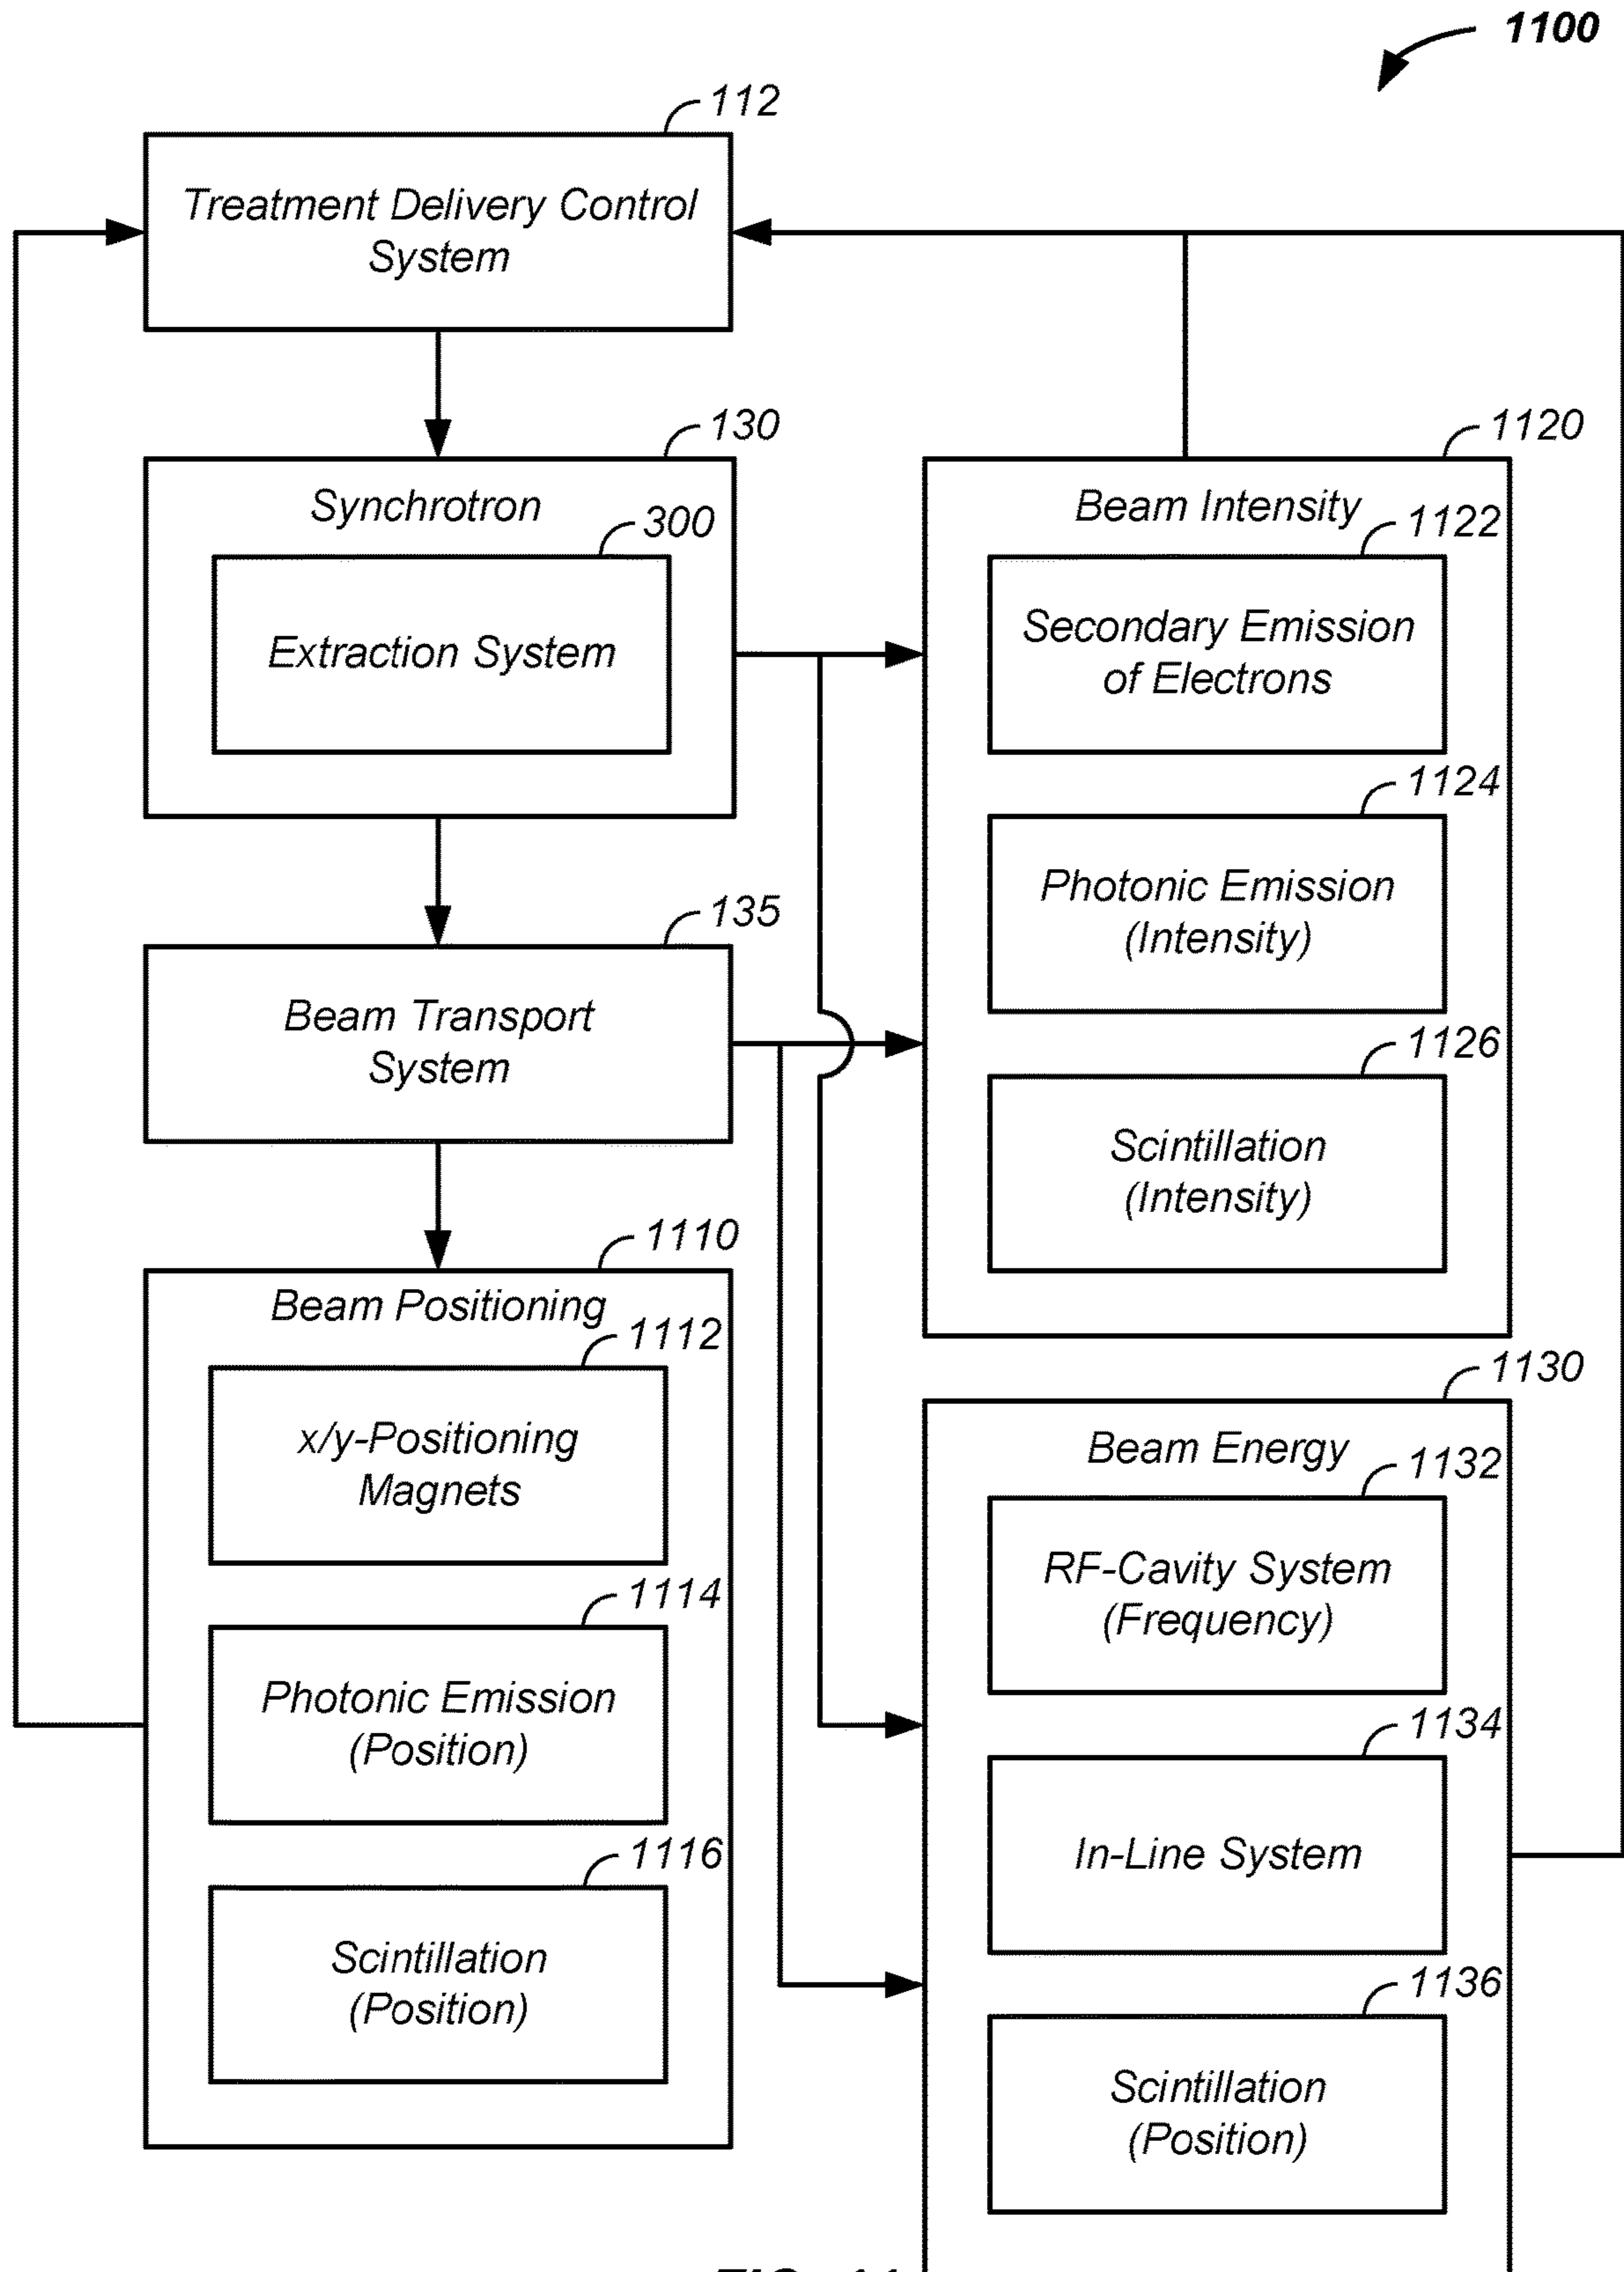 1100
112
Treatment Delivery Control
System
130
Synchrotron
300
Extraction System
135
Beam Transport
System
1110
Beam Positioning
1112
x/y-Positioning
Magnets
1114
Photonic Emission
(Position)
1116
Scintillation
(Position)
1120
Beam Intensity
1122
Secondary Emission
of Electrons
1124
Photonic Emission
(Intensity)
1126
Scintillation
(Intensity)
1130
Beam Energy
1132
RF-Cavity System
(Frequency)
1134
In-Line System
1136
Scintillation
(Position)